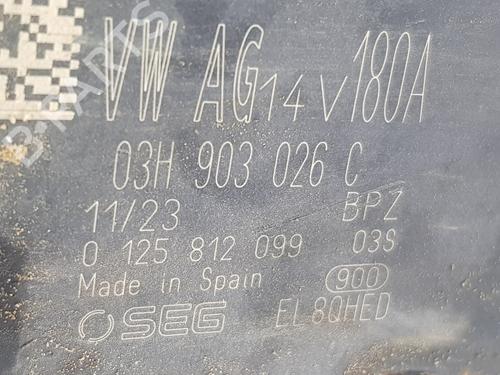 VW AG 14 V 180A
03H 903 026 C
11/23 BPZ
0 125 812 099 03S
Made in Spain 900
SEG EL8QHED
B-PARTS